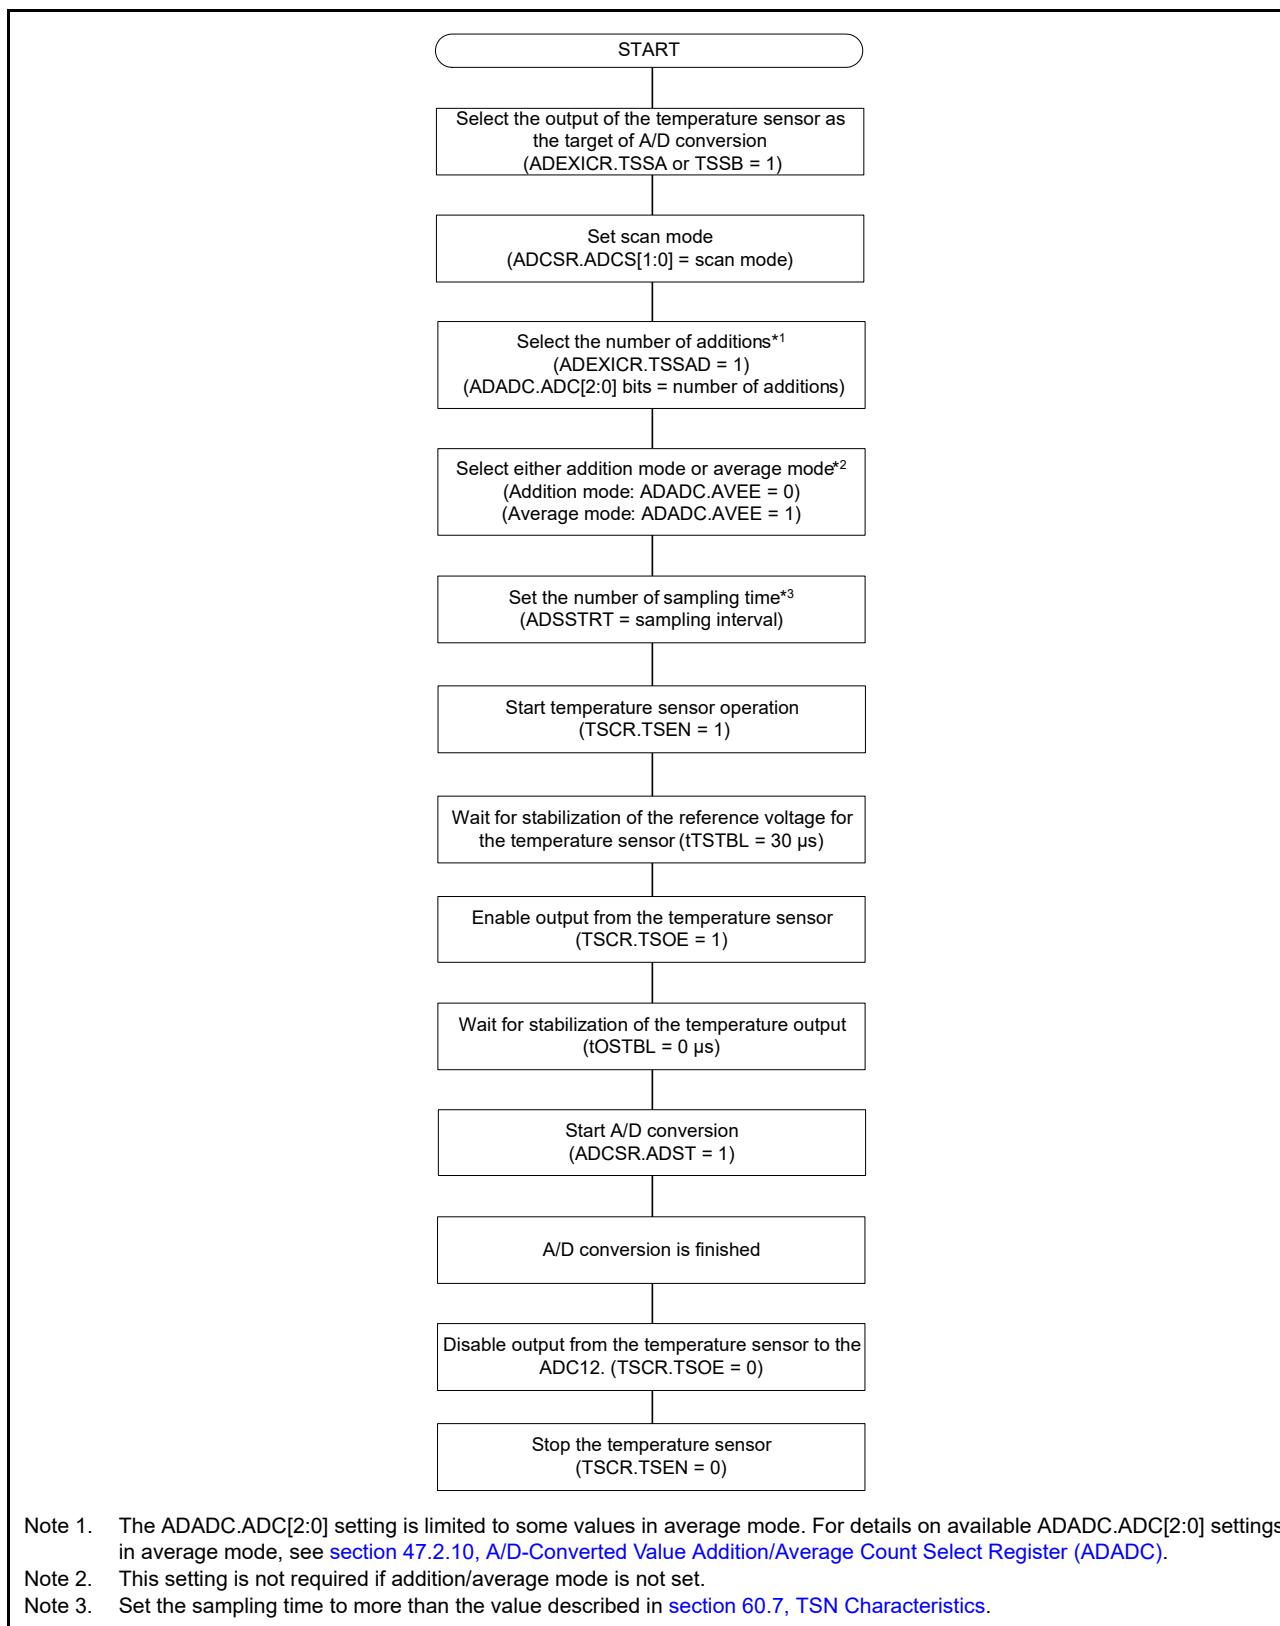 START
Select the output of the temperature sensor as
the target of A/D conversion
(ADEXICR.TSSA or TSSB = 1)
Set scan mode
(ADCSR.ADCS[1:0] = scan mode)
Select the number of additions*1
(ADEXICR.TSSAD = 1)
(ADADC.ADC[2:0] bits = number of additions)
Select either addition mode or average mode*2
(Addition mode: ADADC.AVEE = 0)
(Average mode: ADADC.AVEE = 1)
Set the number of sampling time*3
(ADSSTRT = sampling interval)
Start temperature sensor operation
(TSCR.TSEN = 1)
Wait for stabilization of the reference voltage for
the temperature sensor (tTSTBL = 30 µs)
Enable output from the temperature sensor
(TSCR.TSOE = 1)
Wait for stabilization of the temperature output
(tOSTBL = 0 µs)
Start A/D conversion
(ADCSR.ADST = 1)
A/D conversion is finished
Disable output from the temperature sensor to the
ADC12. (TSCR.TSOE = 0)
Stop the temperature sensor
(TSCR.TSEN = 0)
Note 1. The ADADC.ADC[2:0] setting is limited to some values in average mode. For details on available ADADC.ADC[2:0] settings
in average mode, see section 47.2.10, A/D-Converted Value Addition/Average Count Select Register (ADADC).
Note 2. This setting is not required if addition/average mode is not set.
Note 3. Set the sampling time to more than the value described in section 60.7, TSN Characteristics.